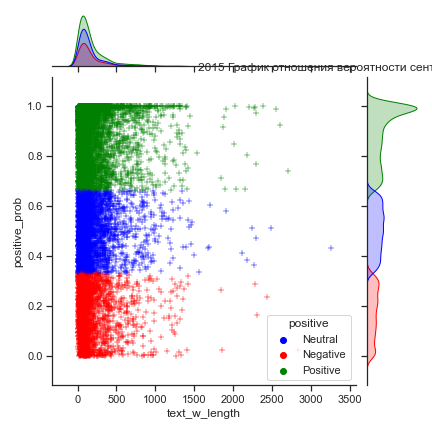 2015 График отношения вероятности сент
1.0
0.8
0.6
0.4
0.2
0.0
positive_prob
0 500 1000 1500 2000 2500 3000 3500
text_w_length
positive
Neutral
Negative
Positive